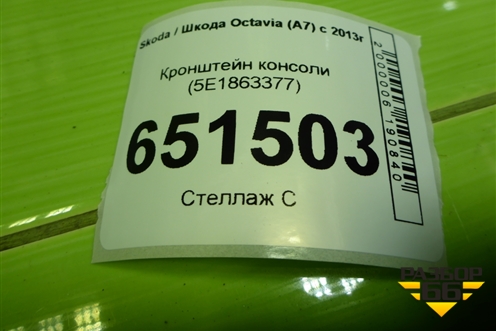 Skoda / Шкода Octavia (A7) с 2013г
Кронштейн консоли
(5E1863377)
651503
Стеллаж С
2000006190840
РАЗБОР
66